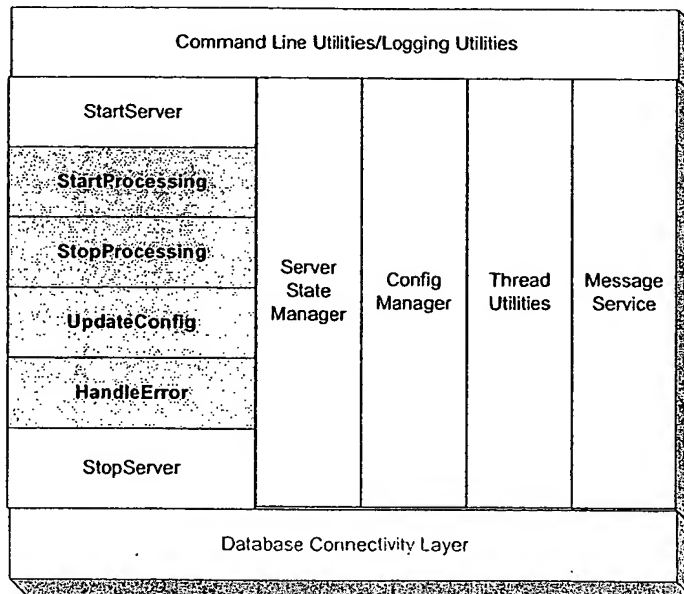 Command Line Utilities/Logging Utilities
StartServer
StartProcessing
StopProcessing
UpdateConfig
HandleError
StopServer
Server
State
Manager
Config
Manager
Thread
Utilities
Message
Service
Database Connectivity Layer